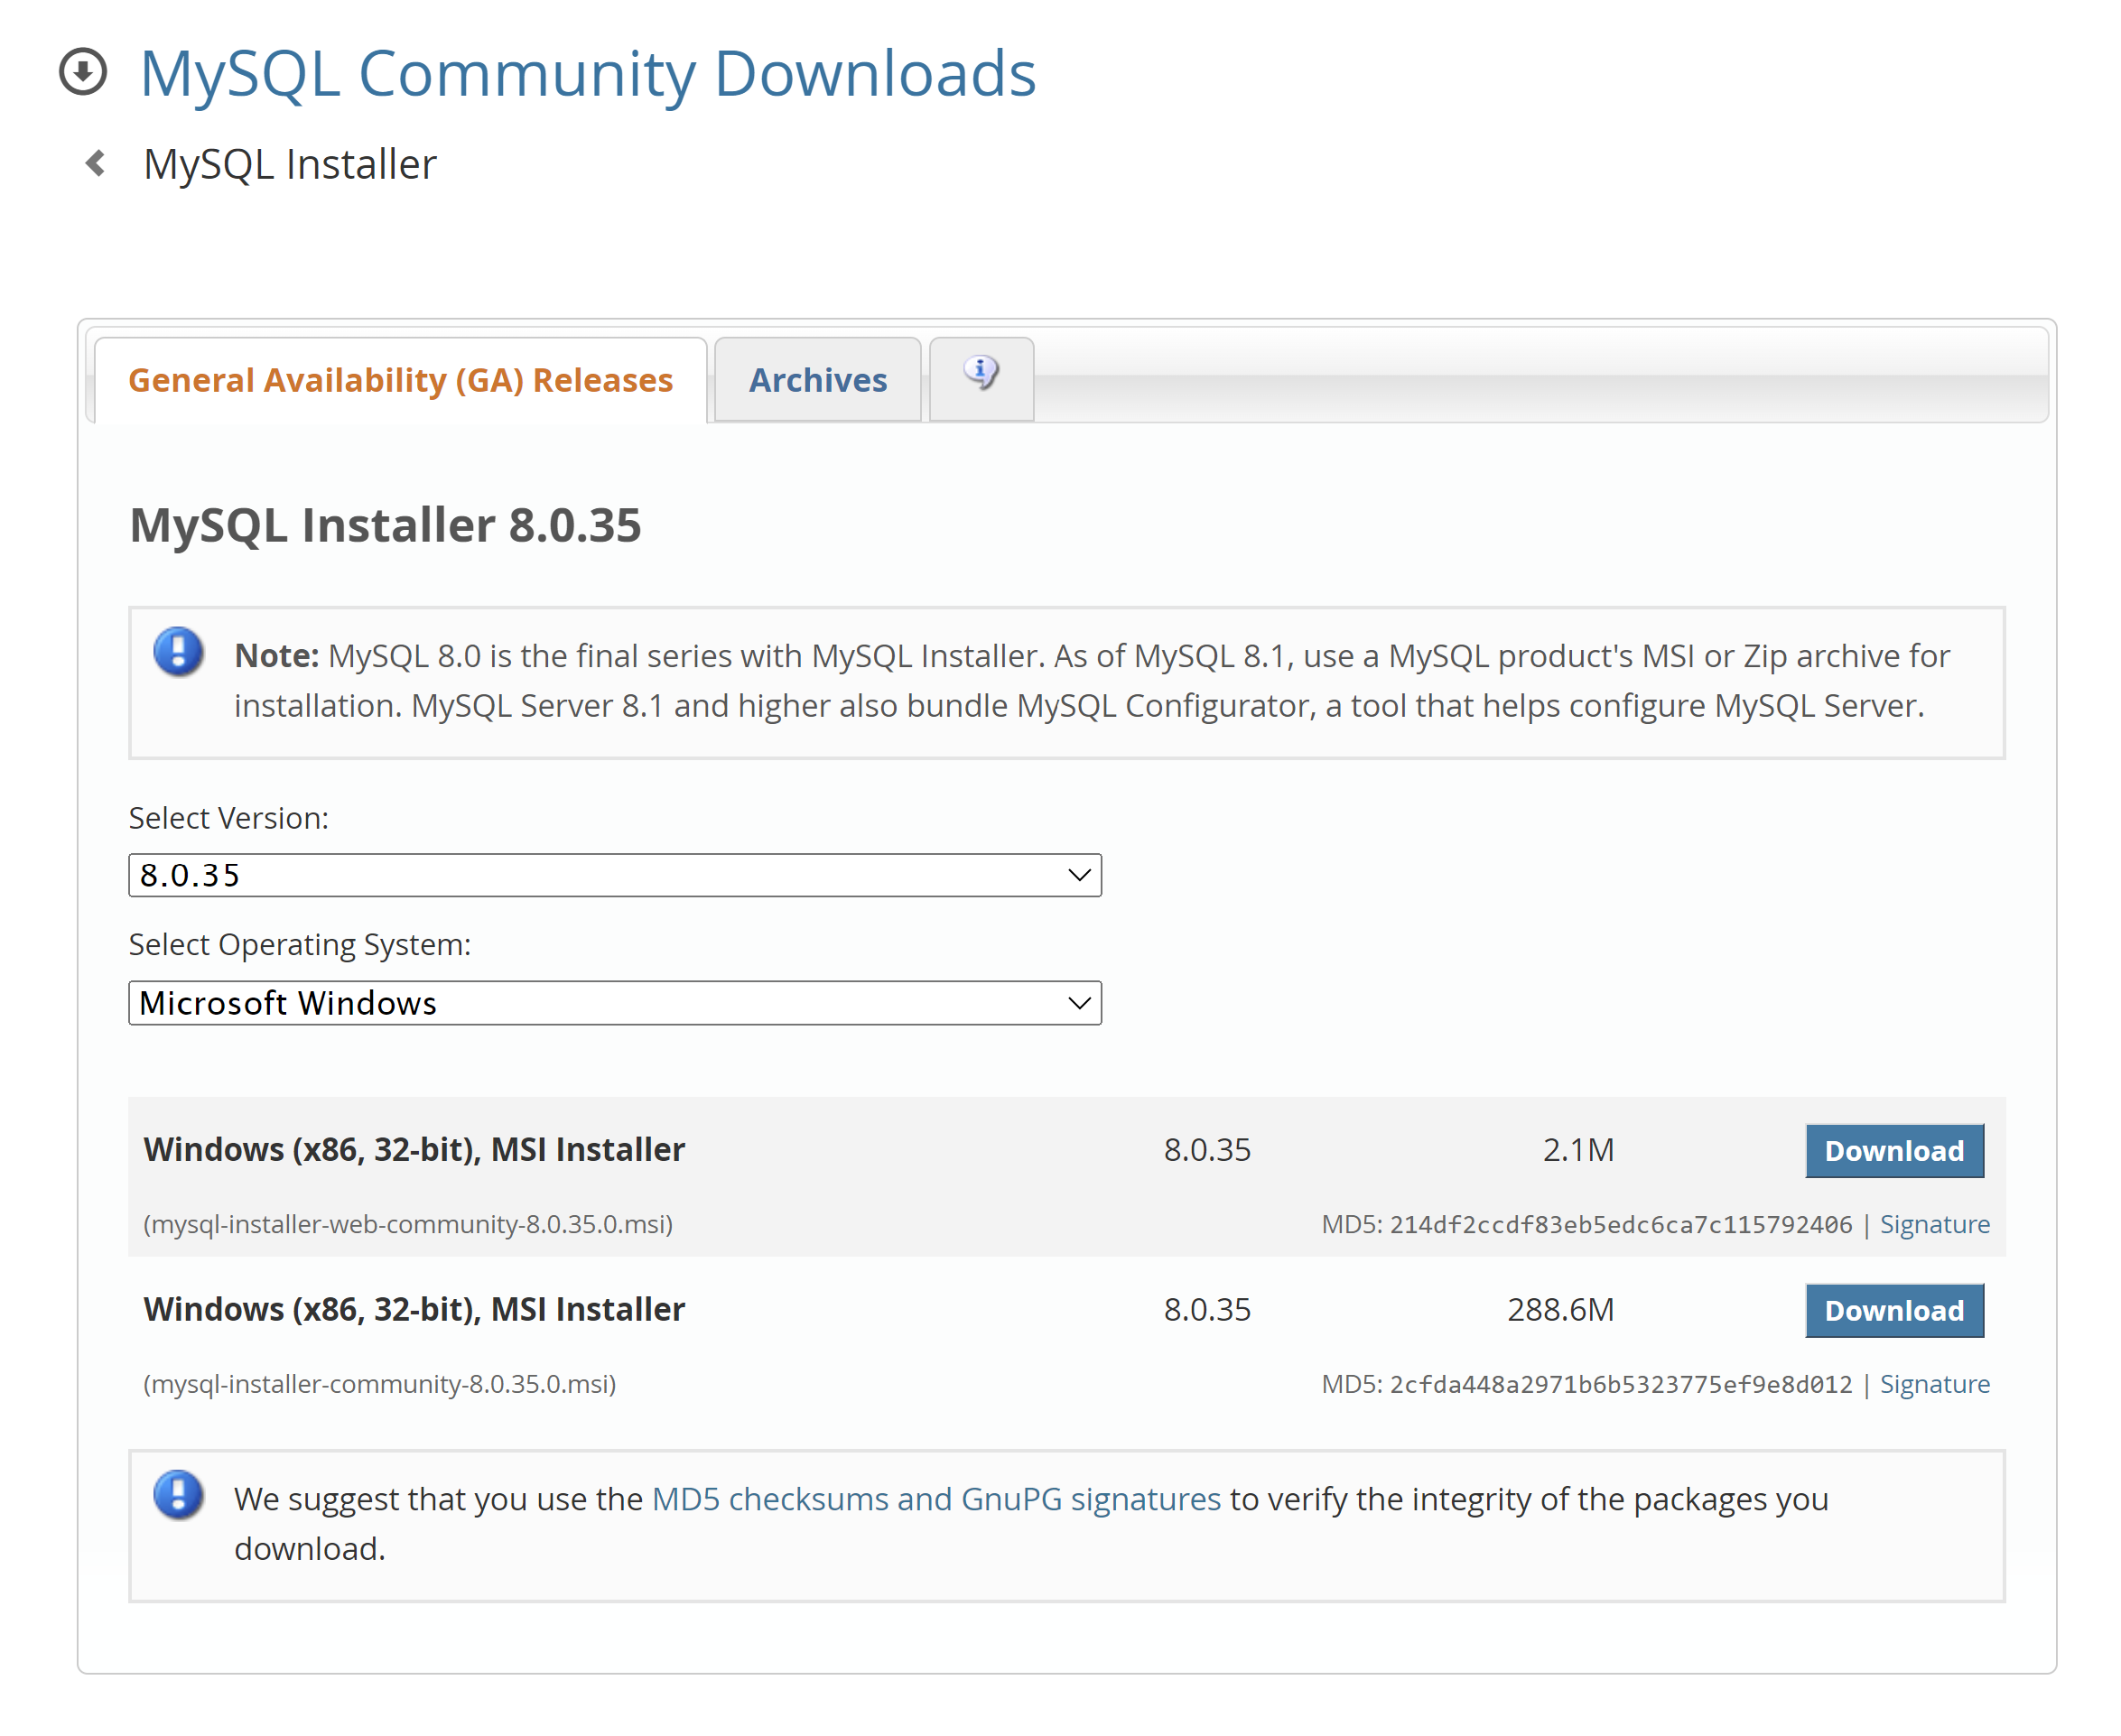 MySQL Community Downloads
MySQL Installer
General Availability (GA) Releases
Archives
MySQL Installer 8.0.35
Note: MySQL 8.0 is the final series with MySQL Installer. As of MySQL 8.1, use a MySQL product's MSI or Zip archive for
installation. MySQL Server 8.1 and higher also bundle MySQL Configurator, a tool that helps configure MySQL Server.
Select Version:
8.0.35
Select Operating System:
Microsoft Windows
Windows (x86, 32-bit), MSI Installer 8.0.35 2.1M Download
(mysql-installer-web-community-8.0.35.0.msi) MD5: 214df2ccdf83eb5edc6ca7c115792406 | Signature
Windows (x86, 32-bit), MSI Installer 8.0.35 288.6M Download
(mysql-installer-community-8.0.35.0.msi) MD5: 2cfda448a2971b6b5323775ef9e8d012 | Signature
We suggest that you use the MD5 checksums and GnuPG signatures to verify the integrity of the packages you
download.